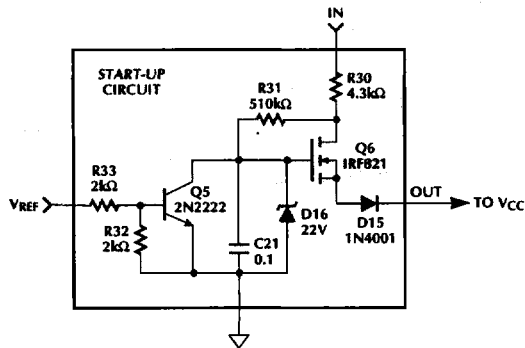 IN
START-UP
CIRCUIT
R31
510kΩ
R30
4.3kΩ
Q6
IRF821
R33
2kΩ
Q5
2N2222
VREF
R32
2kΩ
D16
22V
C21
0.1
D15
1N4001
OUT
TO VCC